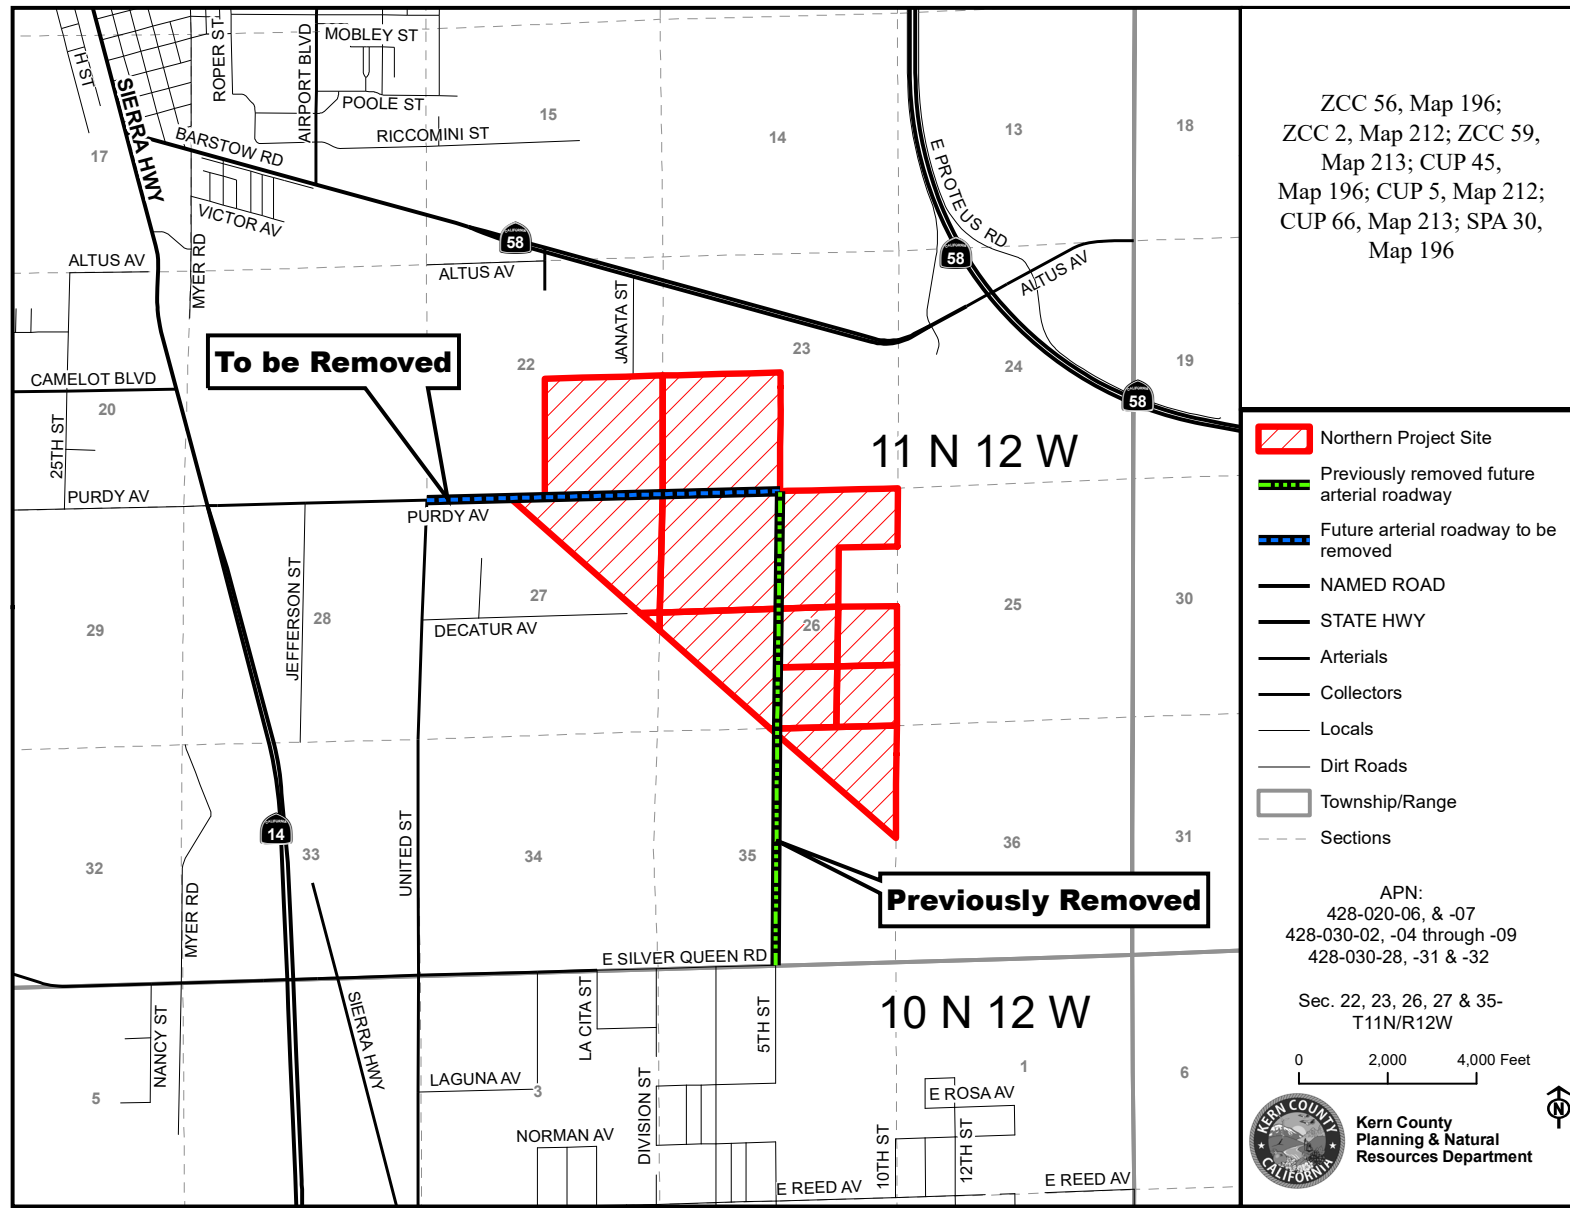 MOBLEY ST
H ST
ROPER ST
AIRPORT BLVD
POOLE ST
RICCOMINI ST
SIERRA HWY
BARSTOW RD
VICTOR AV
MYER RD
ALTUS AV
58
ALTUS AV
E PROTEUS RD
58
ALTUS AV
JANATA ST
15
14
13
18
17
To be Removed
22
23
24
19
CAMELOT BLVD
20
25TH ST
58
11 N 12 W
PURDY AV
PURDY AV
JEFFERSON ST
28
27
DECATUR AV
29
26
25
30
UNITED ST
14
33
34
35
36
31
32
MYER RD
Previously Removed
E SILVER QUEEN RD
NANCY ST
SIERRA HWY
LA CITA ST
5TH ST
10 N 12 W
LAGUNA AV
3
5
1
6
DIVISION ST
E ROSA AV
NORMAN AV
10TH ST
12TH ST
E REED AV
E REED AV
ZCC 56, Map 196;
ZCC 2, Map 212; ZCC 59,
Map 213; CUP 45,
Map 196; CUP 5, Map 212;
CUP 66, Map 213; SPA 30,
Map 196
Northern Project Site
Previously removed future
arterial roadway
Future arterial roadway to be
removed
NAMED ROAD
STATE HWY
Arterials
Collectors
Locals
Dirt Roads
Township/Range
Sections
APN:
428-020-06, & -07
428-030-02, -04 through -09
428-030-28, -31 & -32
Sec. 22, 23, 26, 27 & 35-
T11N/R12W
0 2,000 4,000 Feet
N
KERN COUNTY
CALIFORNIA
Kern County
Planning & Natural
Resources Department